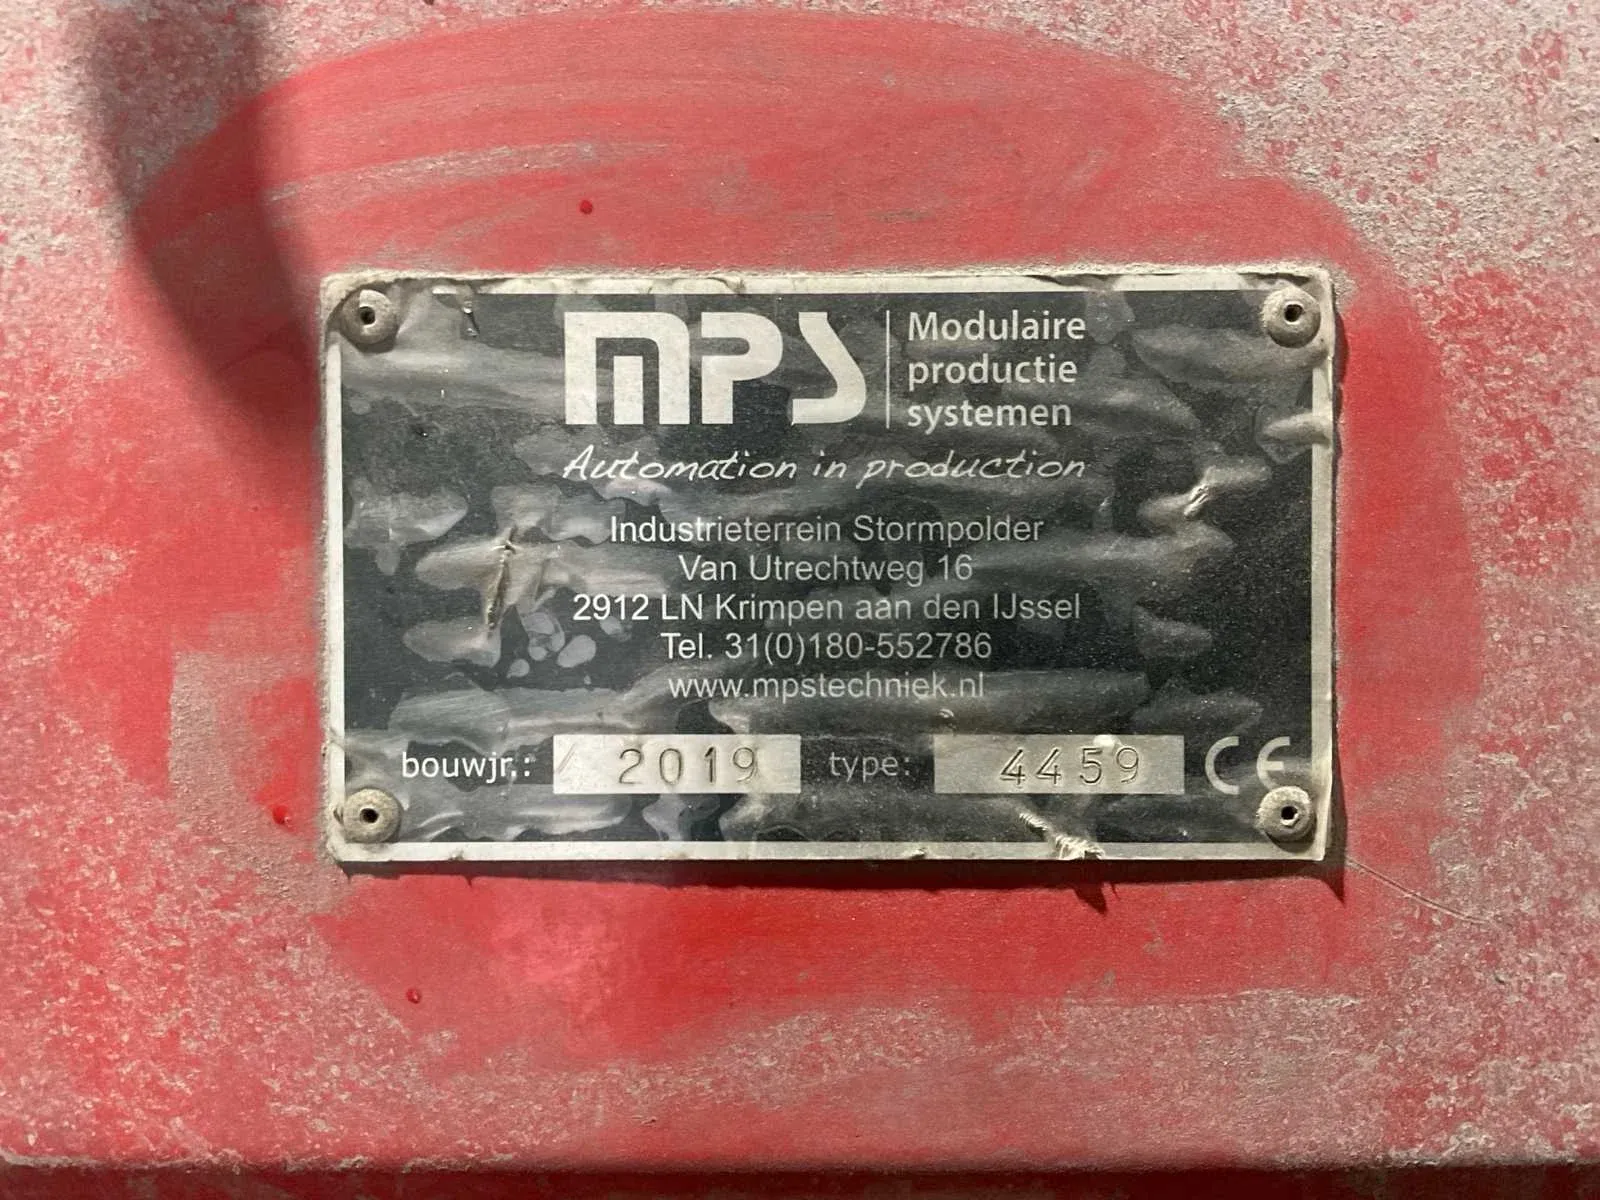 MPS
Modulaire
productie
systemen
Automation in production
Industrieterrein Stormpolder
Van Utrechtweg 16
2912 LN Krimpen aan den IJssel
Tel. 31(0)180-552786
www.mpstechniek.nl
bouwjr.: / 2019 type: 4459 CE